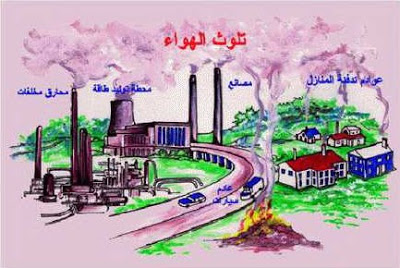 تلوث الهواء
عوادم تدفئة المنازل
مصانع
محطة توليد طاقة
محارق مخلفات
عادم
سيارات